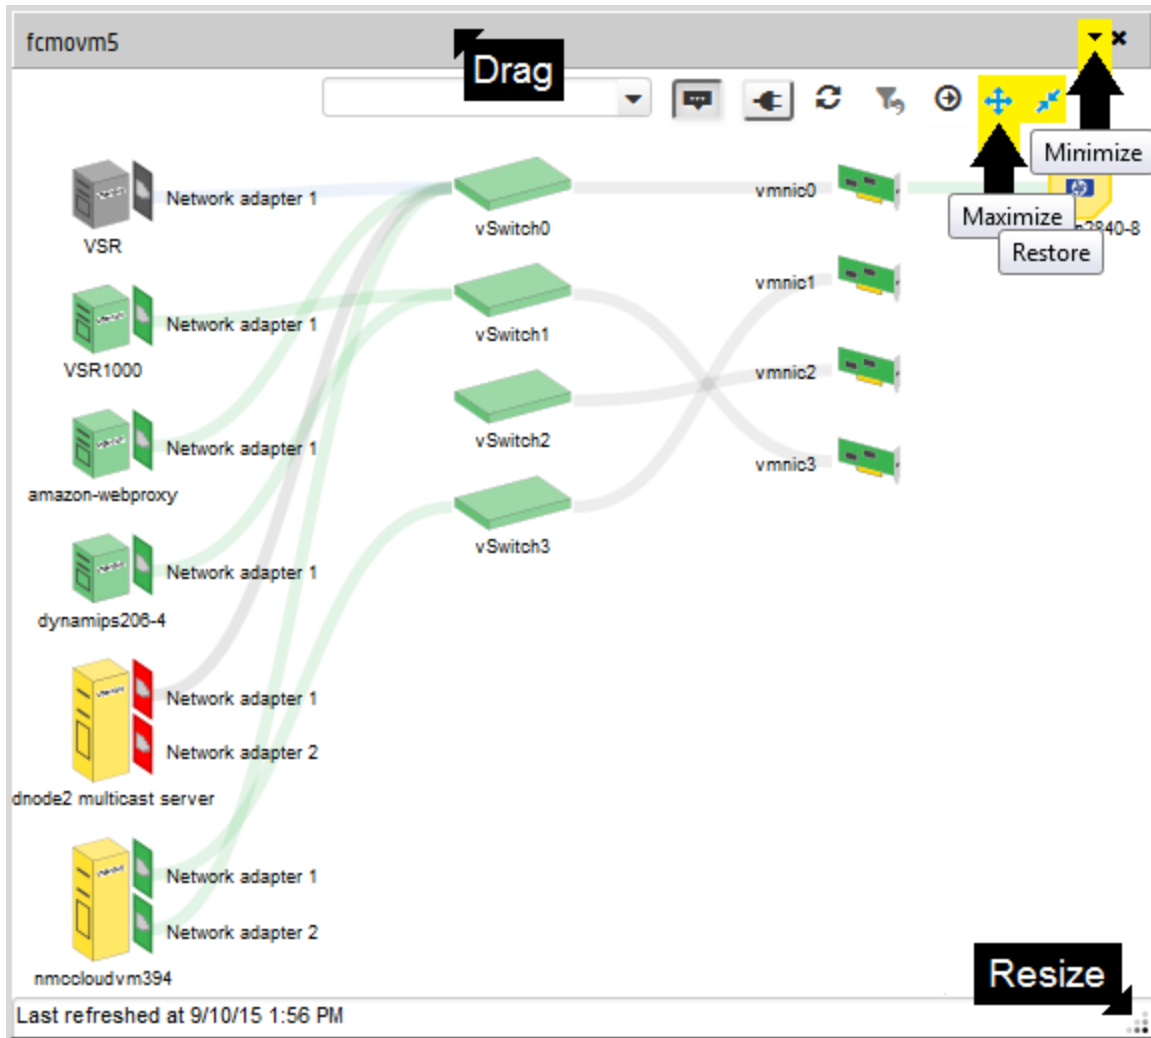 fcmovm5
Drag
Minimize
Maximize
Restore
Network adapter 1
VSR
vSwitch0
vmnic0
2840-8
Network adapter 1
VSR1000
vSwitch1
vmnic1
Network adapter 1
amazon-webproxy
vSwitch2
vmnic2
Network adapter 1
dynamips206-4
vSwitch3
vmnic3
Network adapter 1
Network adapter 2
dnode2 multicast server
Network adapter 1
Network adapter 2
nmccloudvm394
Resize
Last refreshed at 9/10/15 1:56 PM